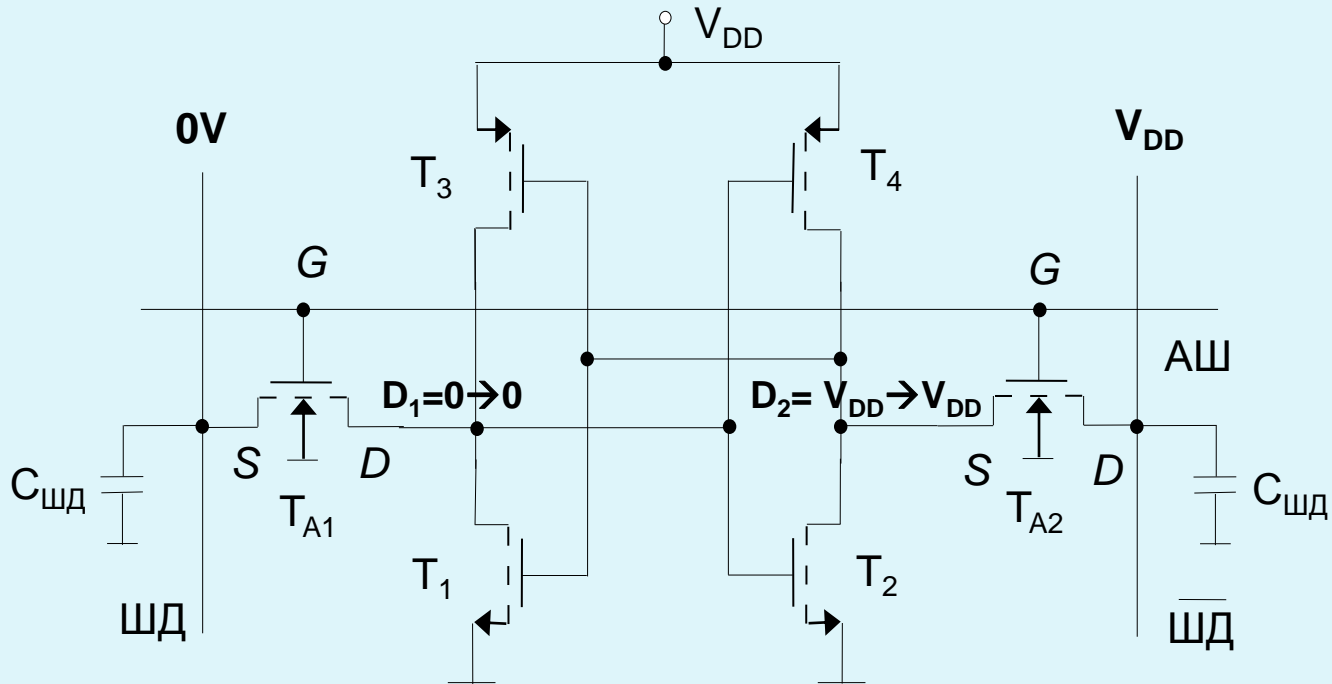 V_DD
0V
V_DD
T_3
T_4
G
G
АШ
D_1=0→0
D_2= V_DD→V_DD
S
D
S
D
C_ШД
T_A1
T_A2
C_ШД
T_1
T_2
ШД
Ш̅Д̅